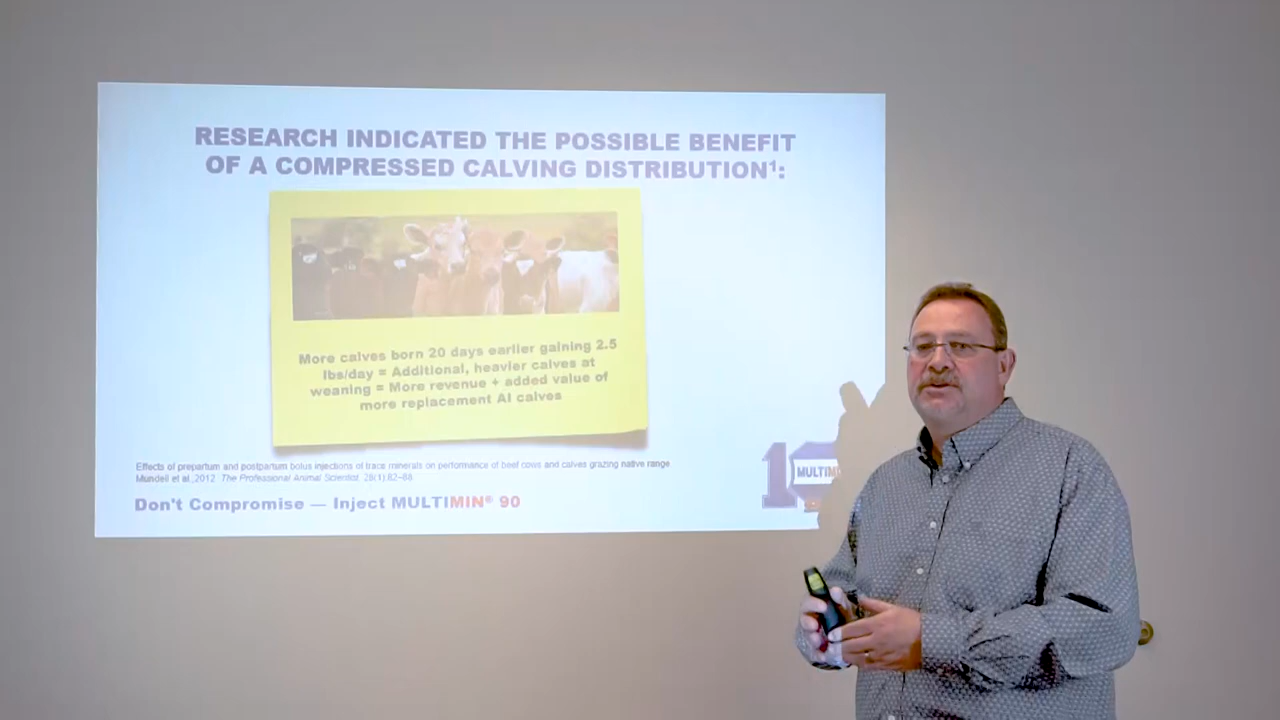 RESEARCH INDICATED THE POSSIBLE BENEFIT
OF A COMPRESSED CALVING DISTRIBUTION¹:
More calves born 20 days earlier gaining 2.5
lbs/day = Additional, heavier calves at
weaning = More revenue + added value of
more replacement AI calves
Effects of prepartum and postpartum bolus injections of trace minerals on performance of beef cows and calves grazing native range.
Mundell et al.,2012. The Professional Animal Scientist. 28(1):82–88
Don't Compromise — Inject MULTIMIN® 90
10
MULTIM